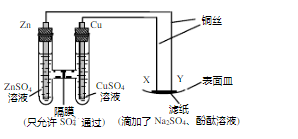 Zn Cu 铜丝
ZnSO₄ 溶液
CuSO₄ 溶液
X Y 表面皿
隔膜 滤纸
(只允许 SO₄ 通过) (滴加了 Na₂SO₄、酚酞溶液)